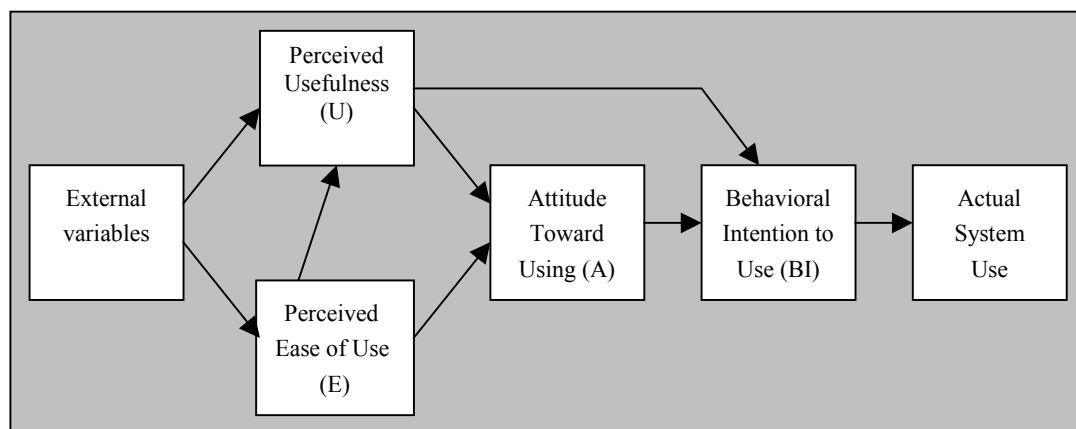 Perceived
Usefulness
(U)
External
variables
Perceived
Ease of Use
(E)
Attitude
Toward
Using (A)
Behavioral
Intention to
Use (BI)
Actual
System
Use